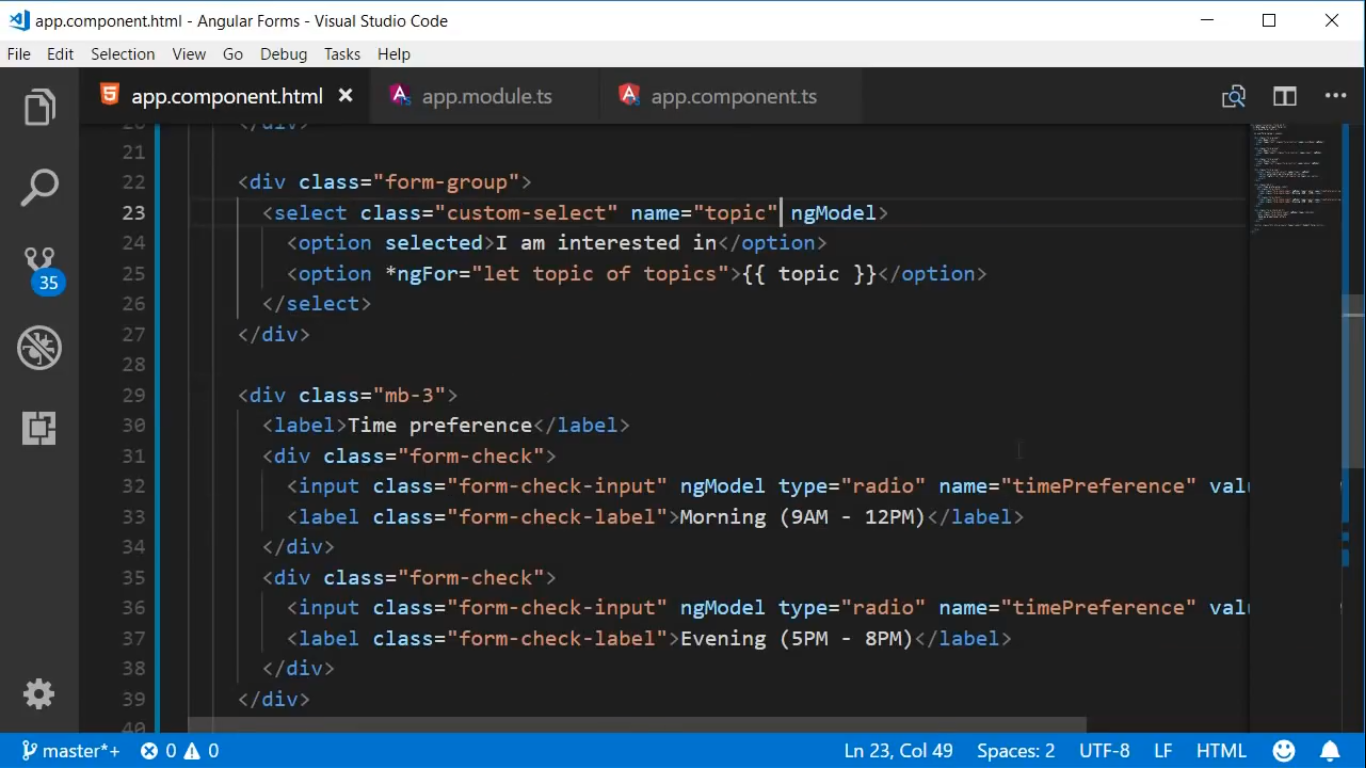 app.component.html - Angular Forms - Visual Studio Code
File Edit Selection View Go Debug Tasks Help
app.component.html app.module.ts app.component.ts
20 </div>
21
22 <div class="form-group">
23 <select class="custom-select" name="topic" ngModel>
24 <option selected>I am interested in</option>
25 <option *ngFor="let topic of topics">{{ topic }}</option>
26 </select>
27 </div>
28
29 <div class="mb-3">
30 <label>Time preference</label>
31 <div class="form-check">
32 <input class="form-check-input" ngModel type="radio" name="timePreference" valu
33 <label class="form-check-label">Morning (9AM - 12PM)</label>
34 </div>
35 <div class="form-check">
36 <input class="form-check-input" ngModel type="radio" name="timePreference" valu
37 <label class="form-check-label">Evening (5PM - 8PM)</label>
38 </div>
39 </div>
40
35
master*+ 0 0 Ln 23, Col 49 Spaces: 2 UTF-8 LF HTML